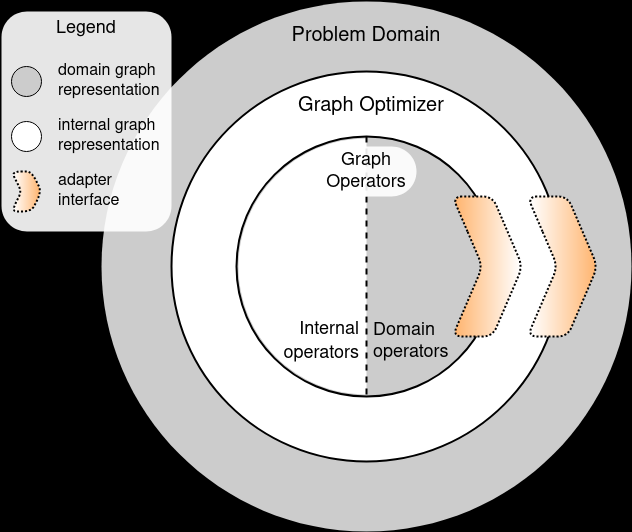 Legend
domain graph
representation
internal graph
representation
adapter
interface
Problem Domain
Graph Optimizer
Graph
Operators
Internal
operators
Domain
operators